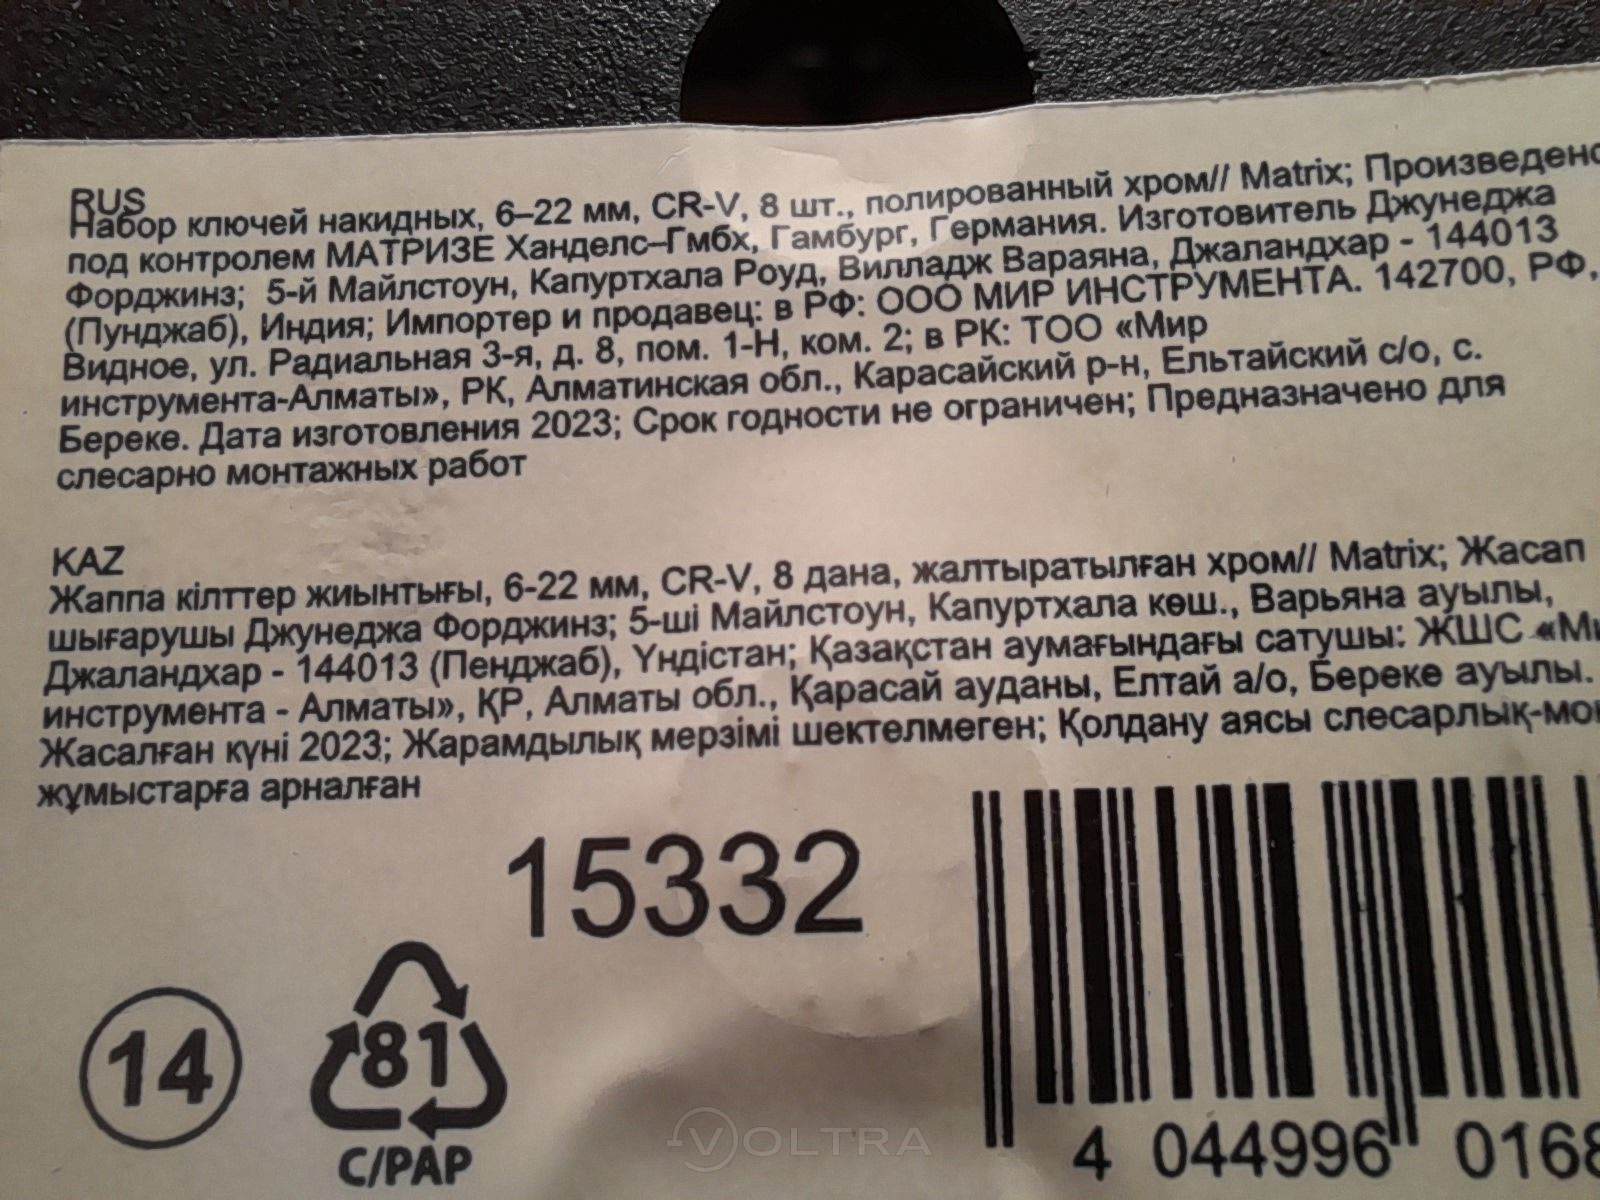 RUS
Набор ключей накидных, 6–22 мм, CR-V, 8 шт., полированный хром// Matrix; Произведено
под контролем МАТРИЗЕ Ханделс–Гмбх, Гамбург, Германия. Изготовитель Джунеджа
Форджинз; 5-й Майлстоун, Капуртхала Роуд, Вилладж Вараяна, Джаландхар - 144013
(Пунджаб), Индия; Импортер и продавец: в РФ: ООО МИР ИНСТРУМЕНТА. 142700, РФ,
Видное, ул. Радиальная 3-я, д. 8, пом. 1-Н, ком. 2; в РК: ТОО «Мир
инструмента-Алматы», РК, Алматинская обл., Карасайский р-н, Ельтайский с/о, с.
Береке. Дата изготовления 2023; Срок годности не ограничен; Предназначено для
слесарно монтажных работ
KAZ
Жаппа кілттер жиынтығы, 6-22 мм, CR-V, 8 дана, жалтыратылған хром// Matrix; Жасап
шығарушы Джунеджа Форджинз; 5-ші Майлстоун, Капуртхала көш., Варьяна ауылы,
Джаландхар - 144013 (Пенджаб), Үндістан; Қазақстан аумағындағы сатушы: ЖШС «Ми
инструмента - Алматы», ҚР, Алматы обл., Қарасай ауданы, Елтай а/о, Береке ауылы.
Жасалған күні 2023; Жарамдылық мерзімі шектелмеген; Қолдану аясы слесарлық-мон
жұмыстарға арналған
15332
14
81
C/PAP
4 044996 0168
VOLTRA